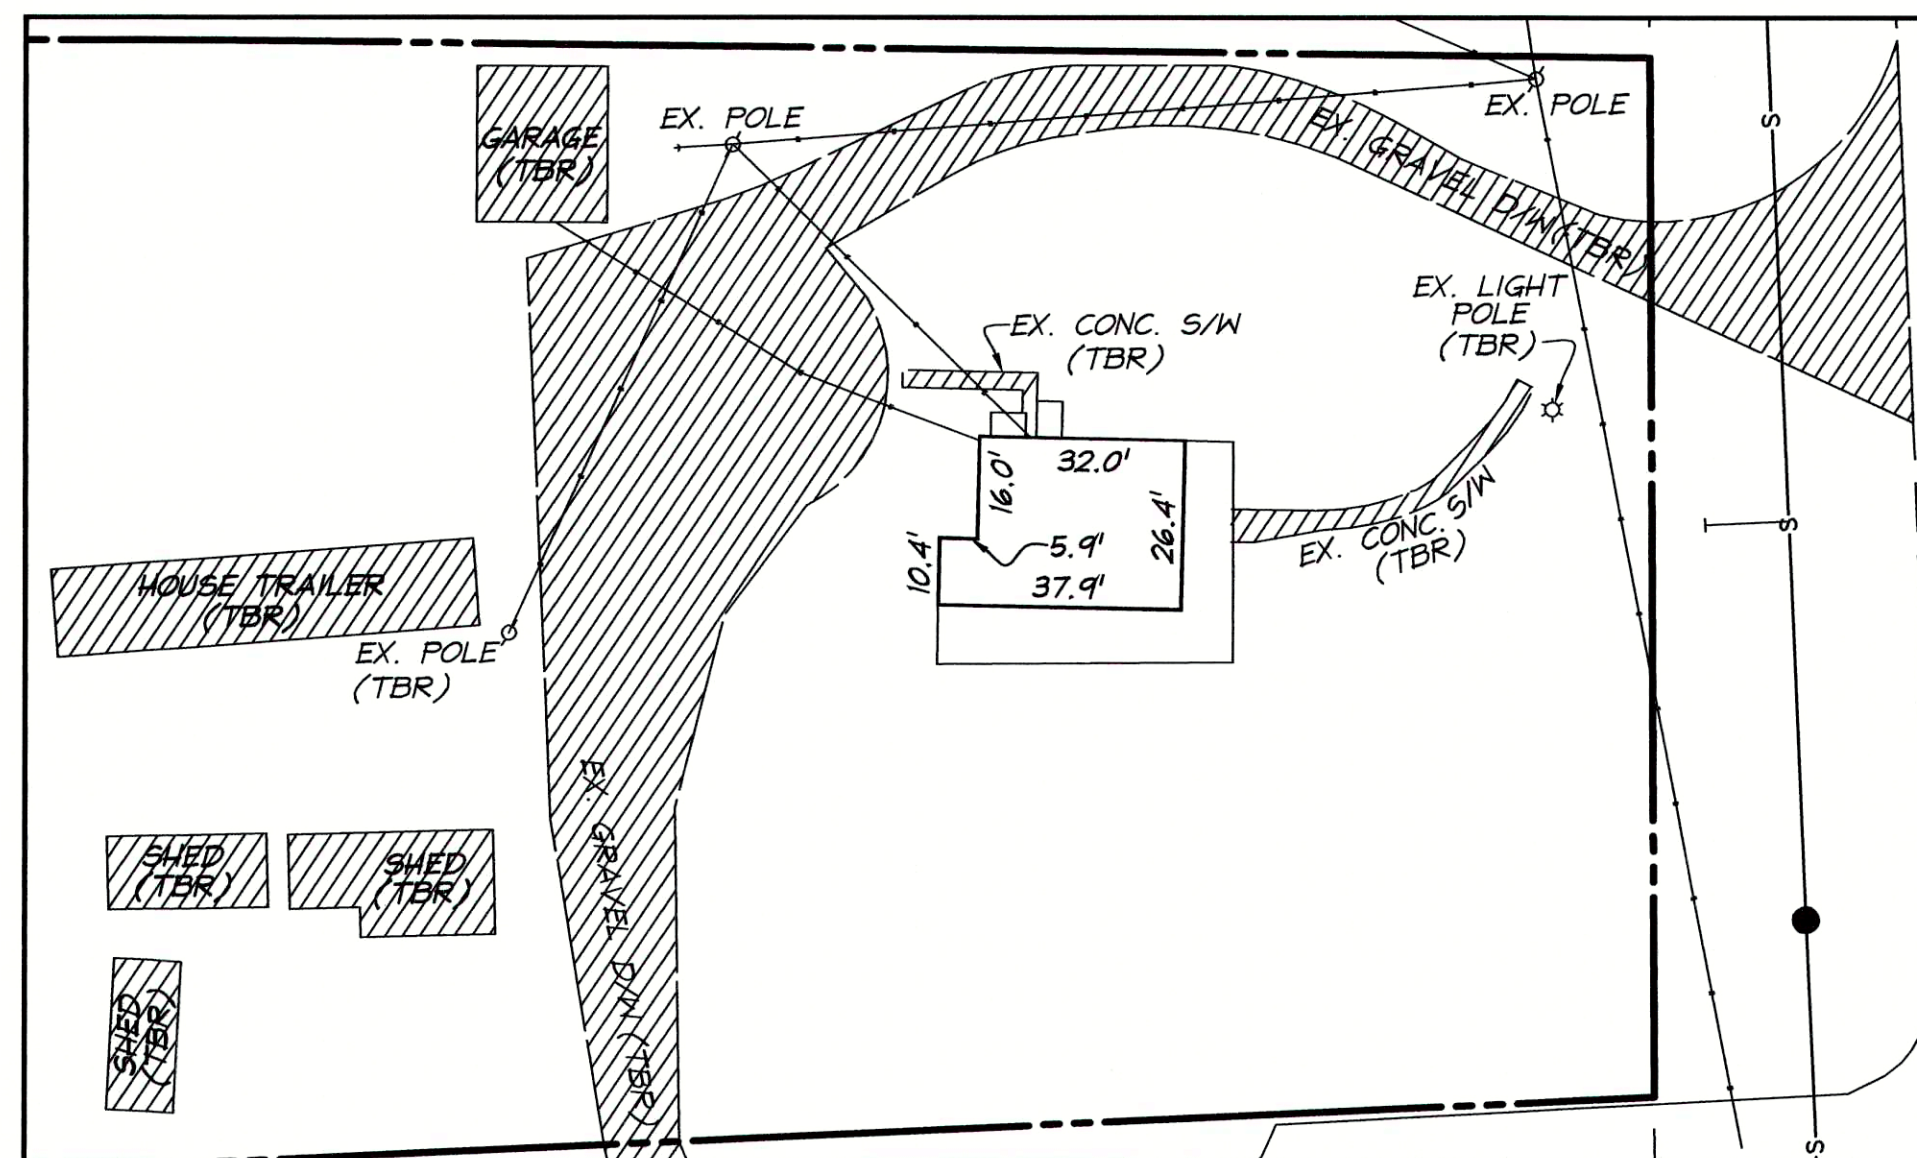 GARAGE
(TBR)
EX. POLE
EX. POLE
EX. GRAVEL D/W(TBR)
S
EX. LIGHT
POLE
(TBR)
EX. CONC. S/W
(TBR)
32.0'
16.0'
26.4'
10.4'
5.9'
37.9'
EX. CONC. S/W
(TBR)
S
HOUSE TRAILER
(TBR)
EX. POLE
(TBR)
EX. GRAVEL D/W (TBR)
SHED
(TBR)
SHED
(TBR)
SHED
(TBR)
S